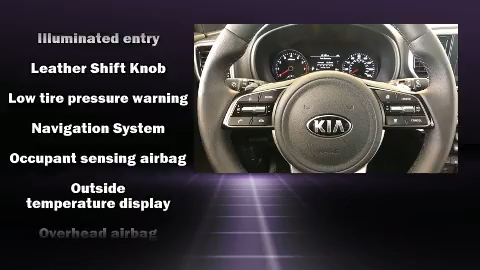 Illuminated entry
Leather Shift Knob
Low tire pressure warning
Navigation System
Occupant sensing airbag
Outside
temperature display
Overhead airbag
KIA